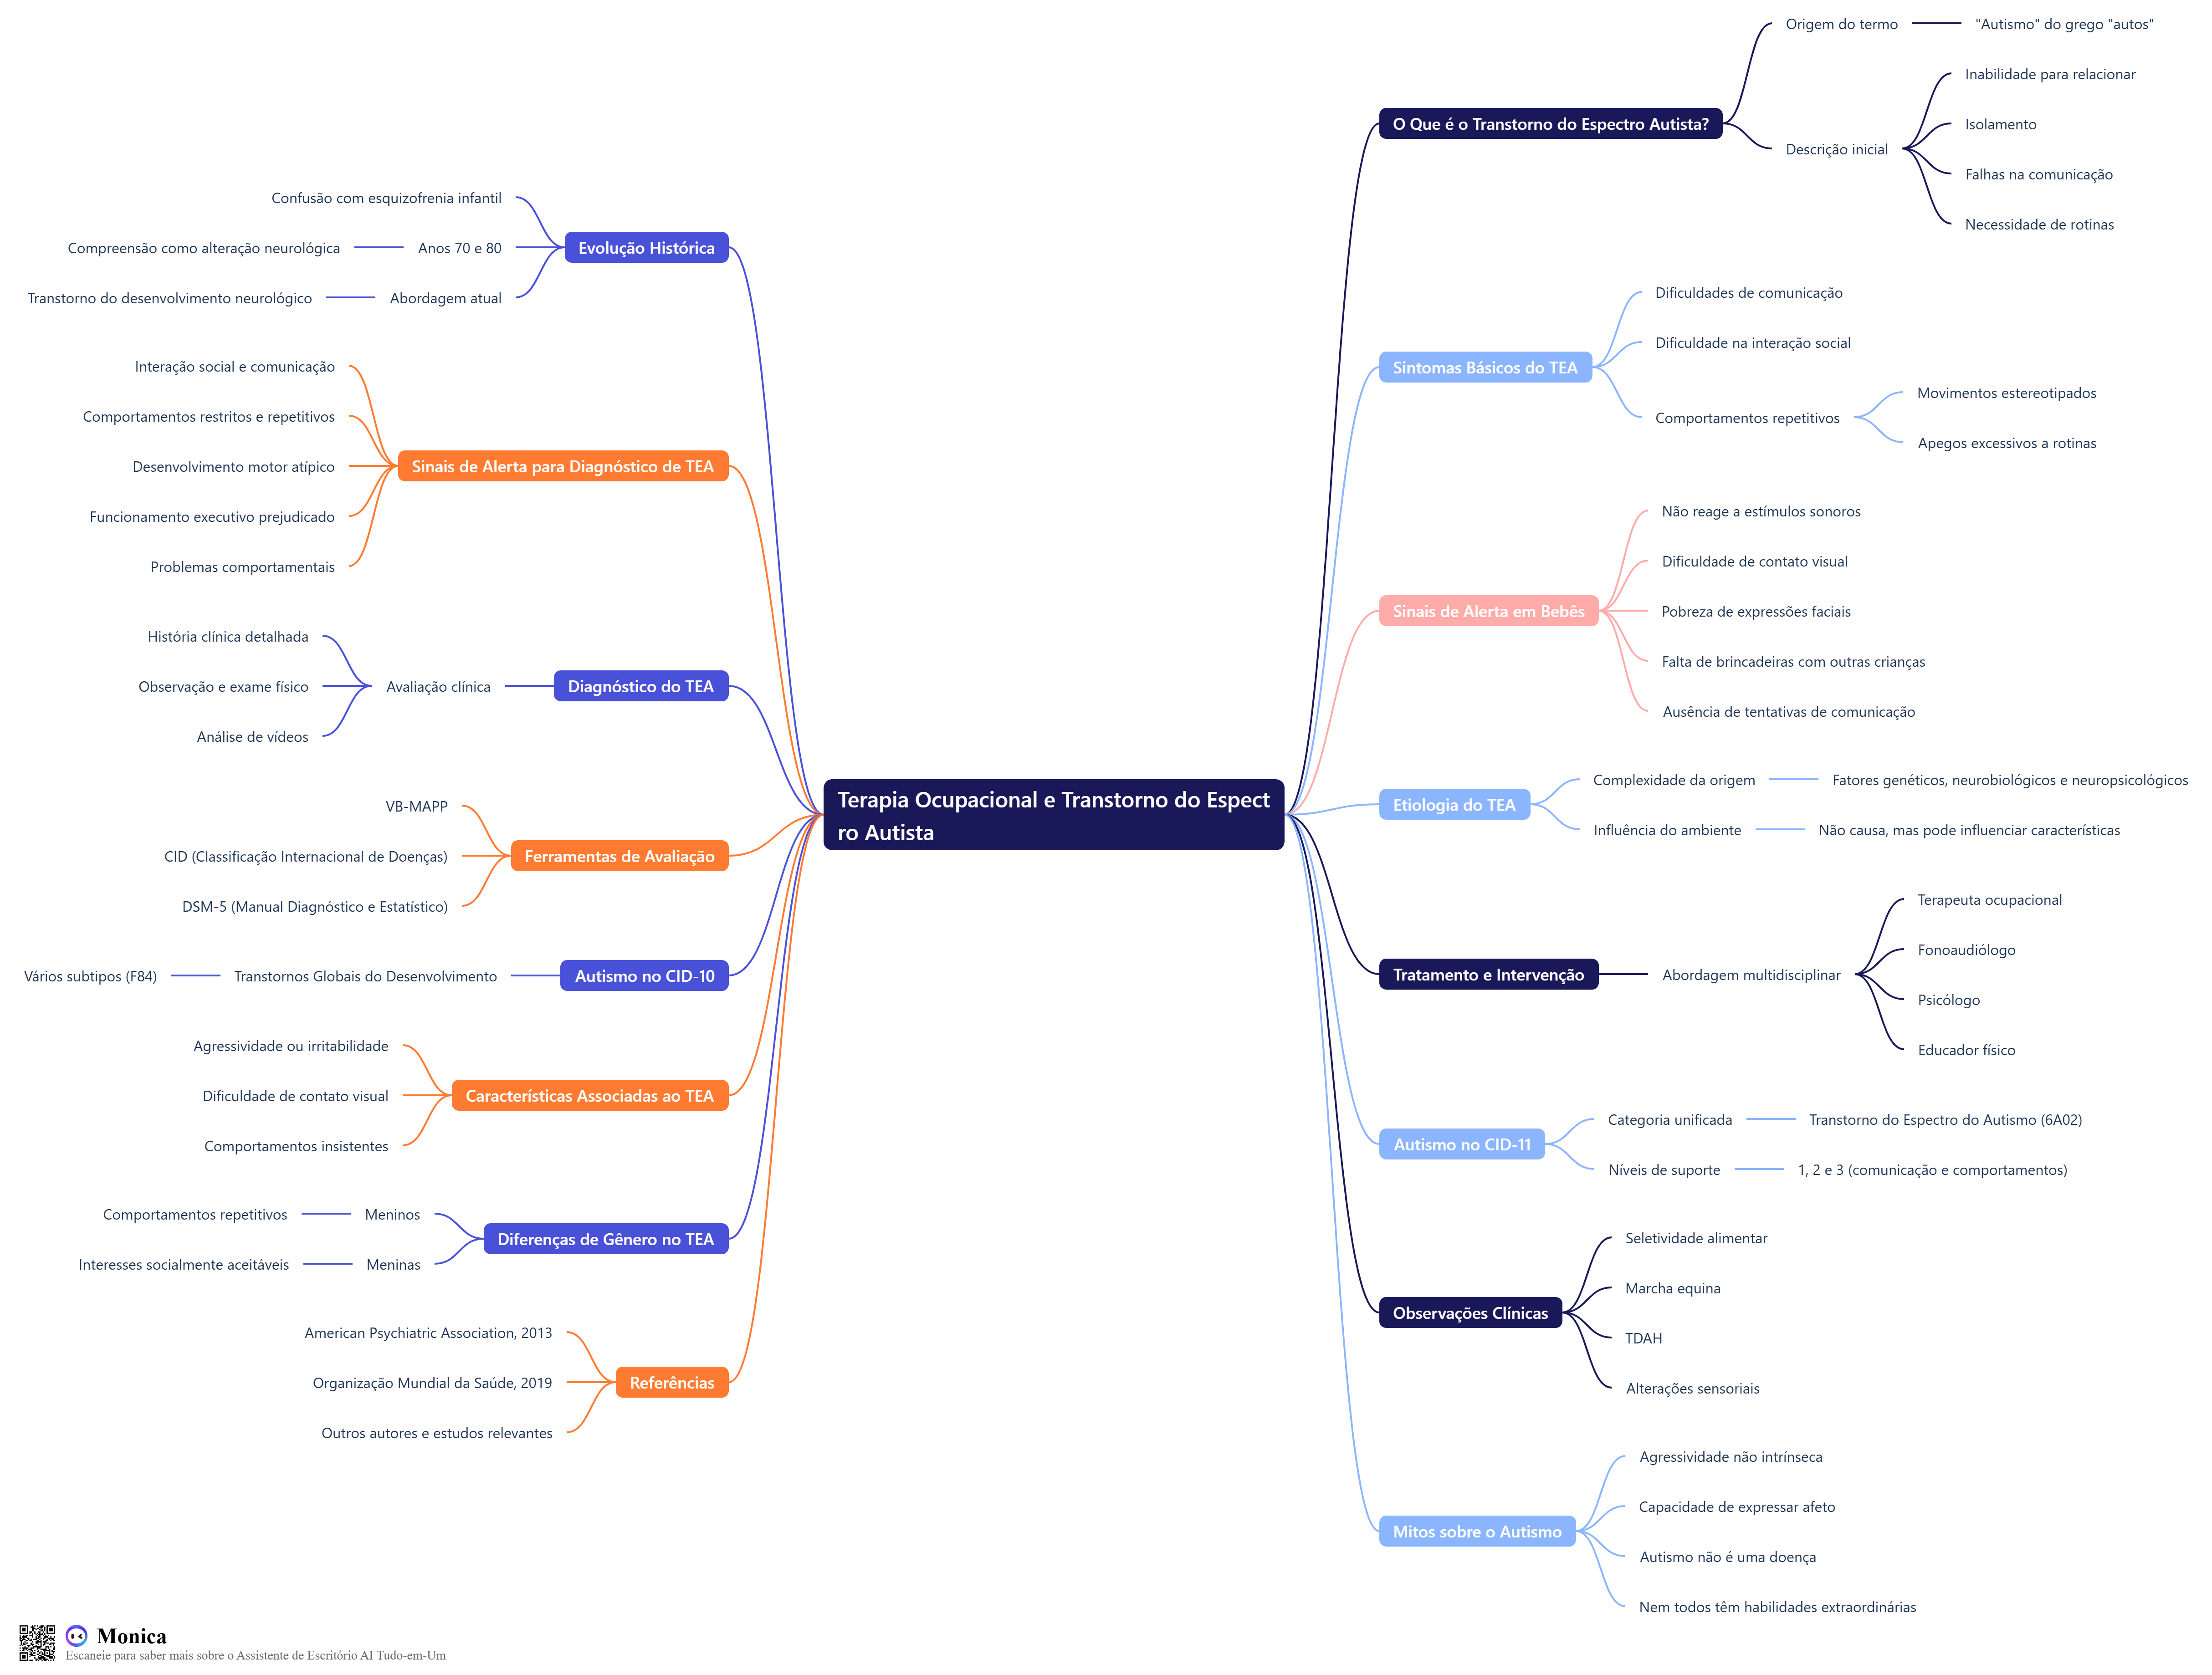 Terapia Ocupacional e Transtorno do Espect
ro Autista
O Que é o Transtorno do Espectro Autista?
Origem do termo
"Autismo" do grego "autos"
Descrição inicial
Inabilidade para relacionar
Isolamento
Falhas na comunicação
Necessidade de rotinas
Sintomas Básicos do TEA
Dificuldades de comunicação
Dificuldade na interação social
Comportamentos repetitivos
Movimentos estereotipados
Apegos excessivos a rotinas
Sinais de Alerta em Bebês
Não reage a estímulos sonoros
Dificuldade de contato visual
Pobreza de expressões faciais
Falta de brincadeiras com outras crianças
Ausência de tentativas de comunicação
Etiologia do TEA
Complexidade da origem
Fatores genéticos, neurobiológicos e neuropsicológicos
Influência do ambiente
Não causa, mas pode influenciar características
Tratamento e Intervenção
Abordagem multidisciplinar
Terapeuta ocupacional
Fonoaudiólogo
Psicólogo
Educador físico
Autismo no CID-11
Categoria unificada
Transtorno do Espectro do Autismo (6A02)
Níveis de suporte
1, 2 e 3 (comunicação e comportamentos)
Observações Clínicas
Seletividade alimentar
Marcha equina
TDAH
Alterações sensoriais
Mitos sobre o Autismo
Agressividade não intrínseca
Capacidade de expressar afeto
Autismo não é uma doença
Nem todos têm habilidades extraordinárias
Evolução Histórica
Confusão com esquizofrenia infantil
Anos 70 e 80
Compreensão como alteração neurológica
Abordagem atual
Transtorno do desenvolvimento neurológico
Sinais de Alerta para Diagnóstico de TEA
Interação social e comunicação
Comportamentos restritos e repetitivos
Desenvolvimento motor atípico
Funcionamento executivo prejudicado
Problemas comportamentais
Diagnóstico do TEA
Avaliação clínica
História clínica detalhada
Observação e exame físico
Análise de vídeos
Ferramentas de Avaliação
VB-MAPP
CID (Classificação Internacional de Doenças)
DSM-5 (Manual Diagnóstico e Estatístico)
Autismo no CID-10
Transtornos Globais do Desenvolvimento
Vários subtipos (F84)
Características Associadas ao TEA
Agressividade ou irritabilidade
Dificuldade de contato visual
Comportamentos insistentes
Diferenças de Gênero no TEA
Meninos
Comportamentos repetitivos
Meninas
Interesses socialmente aceitáveis
Referências
American Psychiatric Association, 2013
Organização Mundial da Saúde, 2019
Outros autores e estudos relevantes
Monica
Escaneie para saber mais sobre o Assistente de Escritório AI Tudo-em-Um